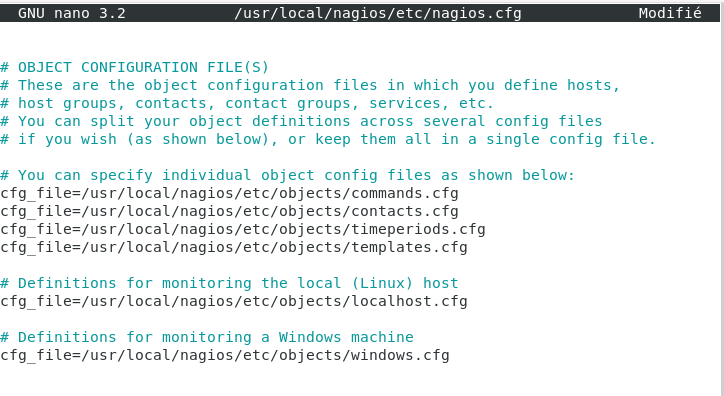 GNU nano 3.2 /usr/local/nagios/etc/nagios.cfg Modifié
# OBJECT CONFIGURATION FILE(S)
# These are the object configuration files in which you define hosts,
# host groups, contacts, contact groups, services, etc.
# You can split your object definitions across several config files
# if you wish (as shown below), or keep them all in a single config file.
# You can specify individual object config files as shown below:
cfg_file=/usr/local/nagios/etc/objects/commands.cfg
cfg_file=/usr/local/nagios/etc/objects/contacts.cfg
cfg_file=/usr/local/nagios/etc/objects/timeperiods.cfg
cfg_file=/usr/local/nagios/etc/objects/templates.cfg
# Definitions for monitoring the local (Linux) host
cfg_file=/usr/local/nagios/etc/objects/localhost.cfg
# Definitions for monitoring a Windows machine
cfg_file=/usr/local/nagios/etc/objects/windows.cfg